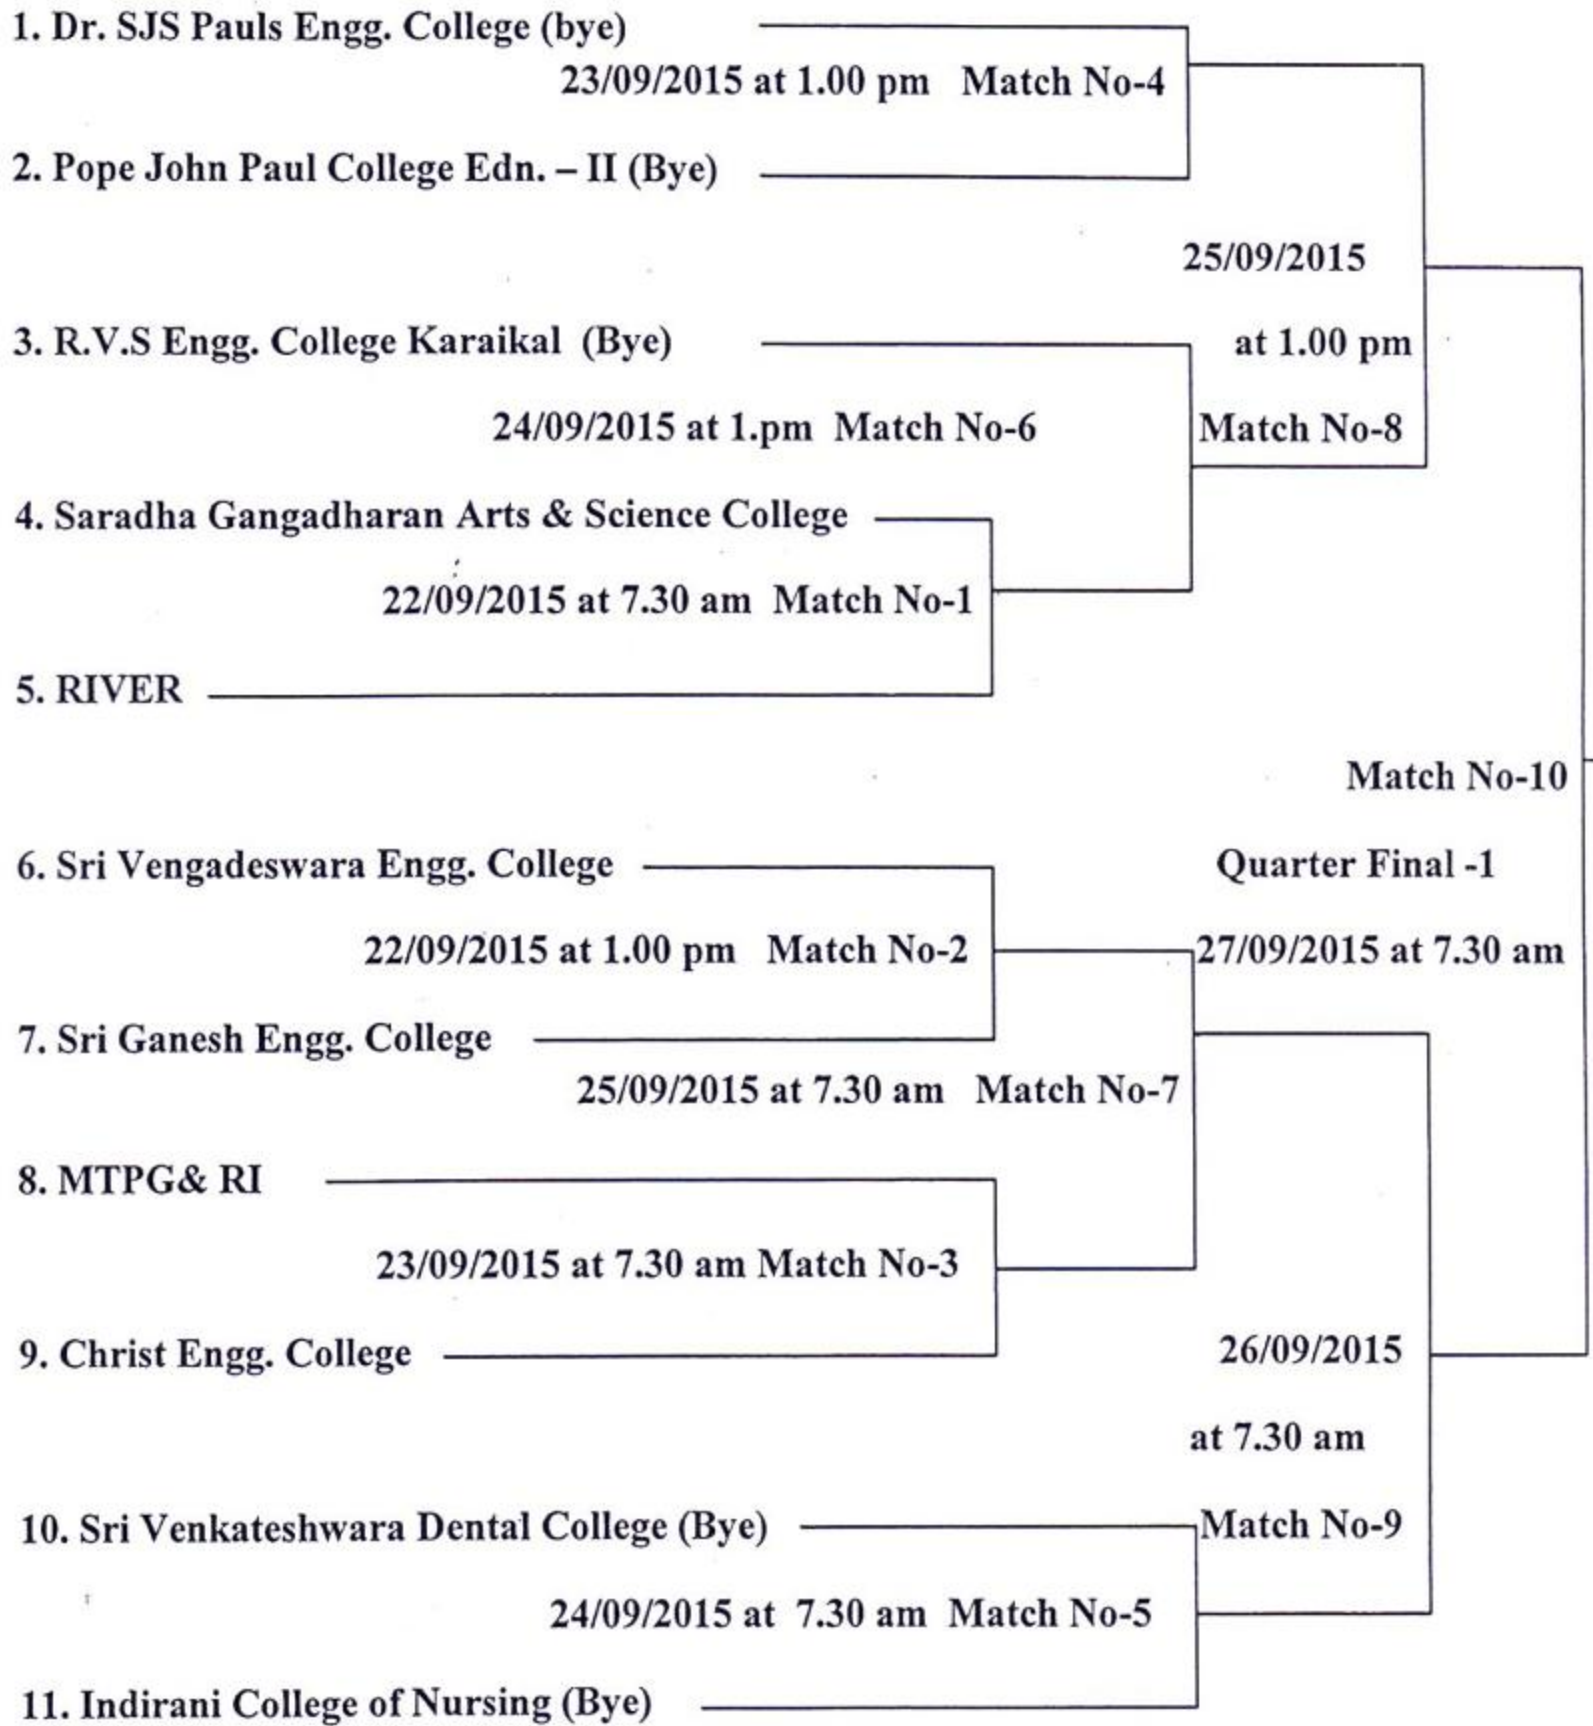 1. Dr. SJS Pauls Engg. College (bye)
23/09/2015 at 1.00 pm Match No-4
2. Pope John Paul College Edn. – II (Bye)
25/09/2015
3. R.V.S Engg. College Karaikal (Bye)
at 1.00 pm
24/09/2015 at 1.pm Match No-6
Match No-8
4. Saradha Gangadharan Arts & Science College
22/09/2015 at 7.30 am Match No-1
5. RIVER
Match No-10
6. Sri Vengadeswara Engg. College
Quarter Final -1
22/09/2015 at 1.00 pm Match No-2
27/09/2015 at 7.30 am
7. Sri Ganesh Engg. College
25/09/2015 at 7.30 am Match No-7
8. MTPG& RI
23/09/2015 at 7.30 am Match No-3
9. Christ Engg. College
26/09/2015
at 7.30 am
10. Sri Venkateshwara Dental College (Bye)
Match No-9
24/09/2015 at 7.30 am Match No-5
11. Indirani College of Nursing (Bye)